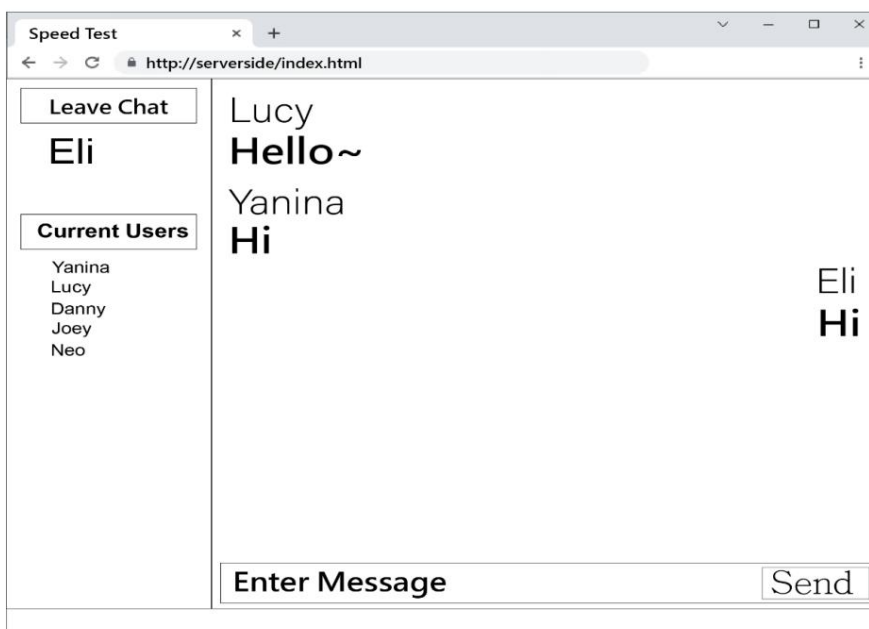 Speed Test
http://serverside/index.html
Leave Chat
Eli
Current Users
Yanina
Lucy
Danny
Joey
Neo
Lucy
Hello~
Yanina
Hi
Eli
Hi
Enter Message
Send